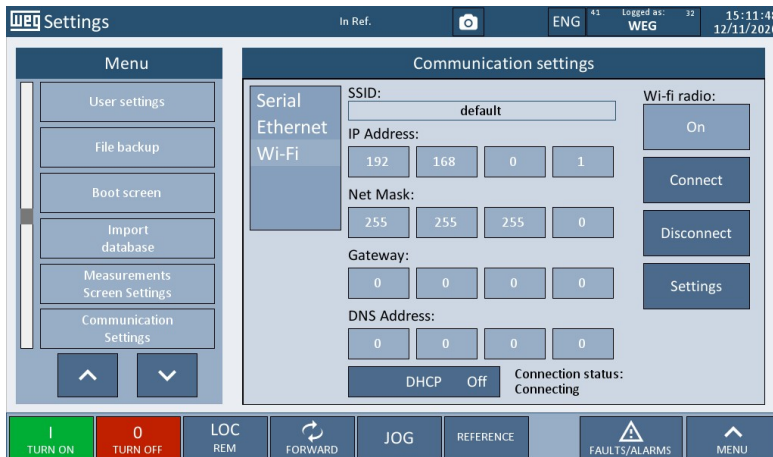 WEG Settings
In Ref.
ENG
41
Logged as:
WEG
32
15:11:48
12/11/202
Menu
User settings
File backup
Boot screen
Import
database
Measurements
Screen Settings
Communication
Settings
Communication settings
Serial
Ethernet
Wi-Fi
SSID:
default
IP Address:
192 168 0 1
Net Mask:
255 255 255 0
Gateway:
0 0 0 0
DNS Address:
0 0 0 0
DHCP Off
Connection status:
Connecting
Wi-fi radio:
On
Connect
Disconnect
Settings
I
TURN ON
0
TURN OFF
LOC
REM
FORWARD
JOG
REFERENCE
FAULTS/ALARMS
MENU